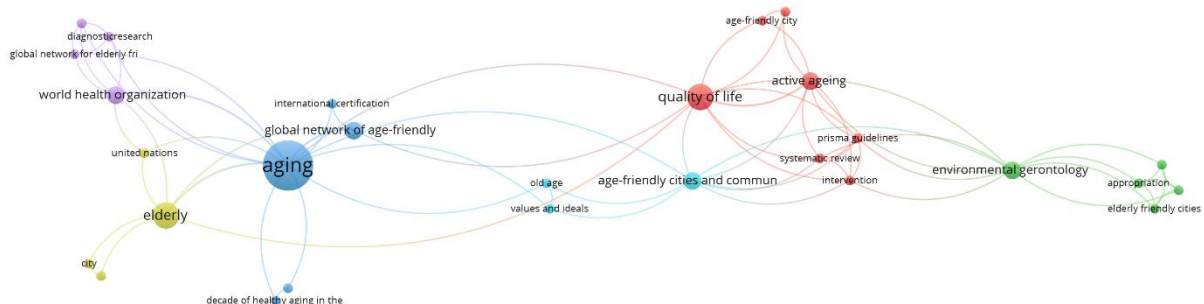 age-friendly city
diagnosticresearch
global network for elderly fri
world health organization
active ageing
quality of life
international certification
global network of age-friendly
prisma guidelines
united nations
systematic review
aging
environmental gerontology
old age
age-friendly cities and commun
intervention
appropriation
values and ideals
elderly friendly cities
elderly
city
decade of healthy aging in the